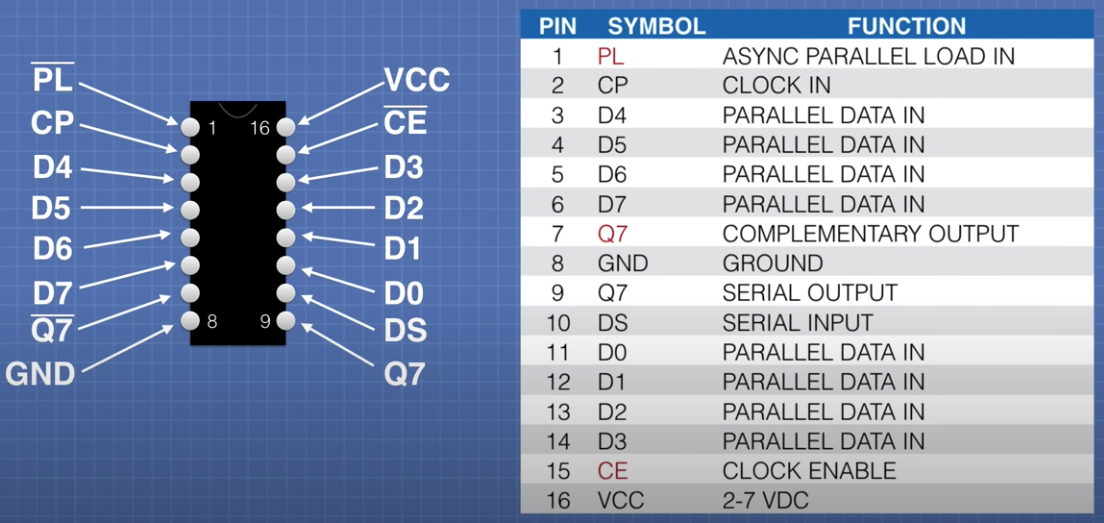 PL
CP
D4
D5
D6
D7
Q7
GND
1 16
8 9
VCC
CE
D3
D2
D1
D0
DS
Q7
PIN SYMBOL FUNCTION
1 PL ASYNC PARALLEL LOAD IN
2 CP CLOCK IN
3 D4 PARALLEL DATA IN
4 D5 PARALLEL DATA IN
5 D6 PARALLEL DATA IN
6 D7 PARALLEL DATA IN
7 Q7 COMPLEMENTARY OUTPUT
8 GND GROUND
9 Q7 SERIAL OUTPUT
10 DS SERIAL INPUT
11 D0 PARALLEL DATA IN
12 D1 PARALLEL DATA IN
13 D2 PARALLEL DATA IN
14 D3 PARALLEL DATA IN
15 CE CLOCK ENABLE
16 VCC 2-7 VDC